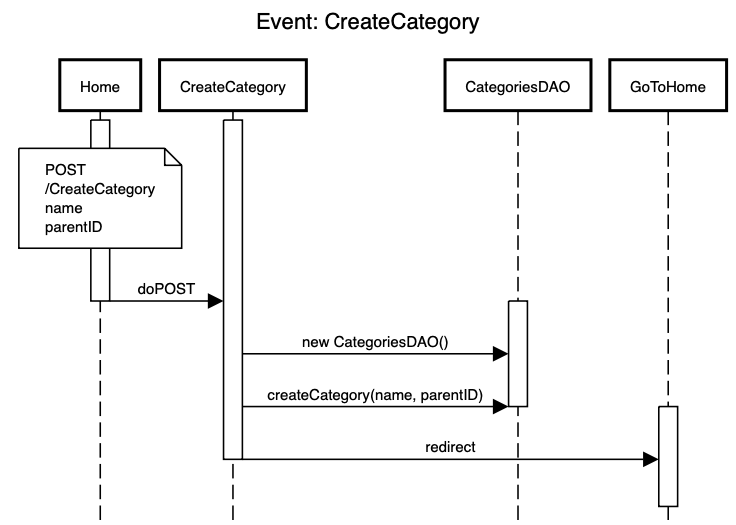 Event: CreateCategory
Home
CreateCategory
CategoriesDAO
GoToHome
POST
/CreateCategory
name
parentID
doPOST
new CategoriesDAO()
createCategory(name, parentID)
redirect